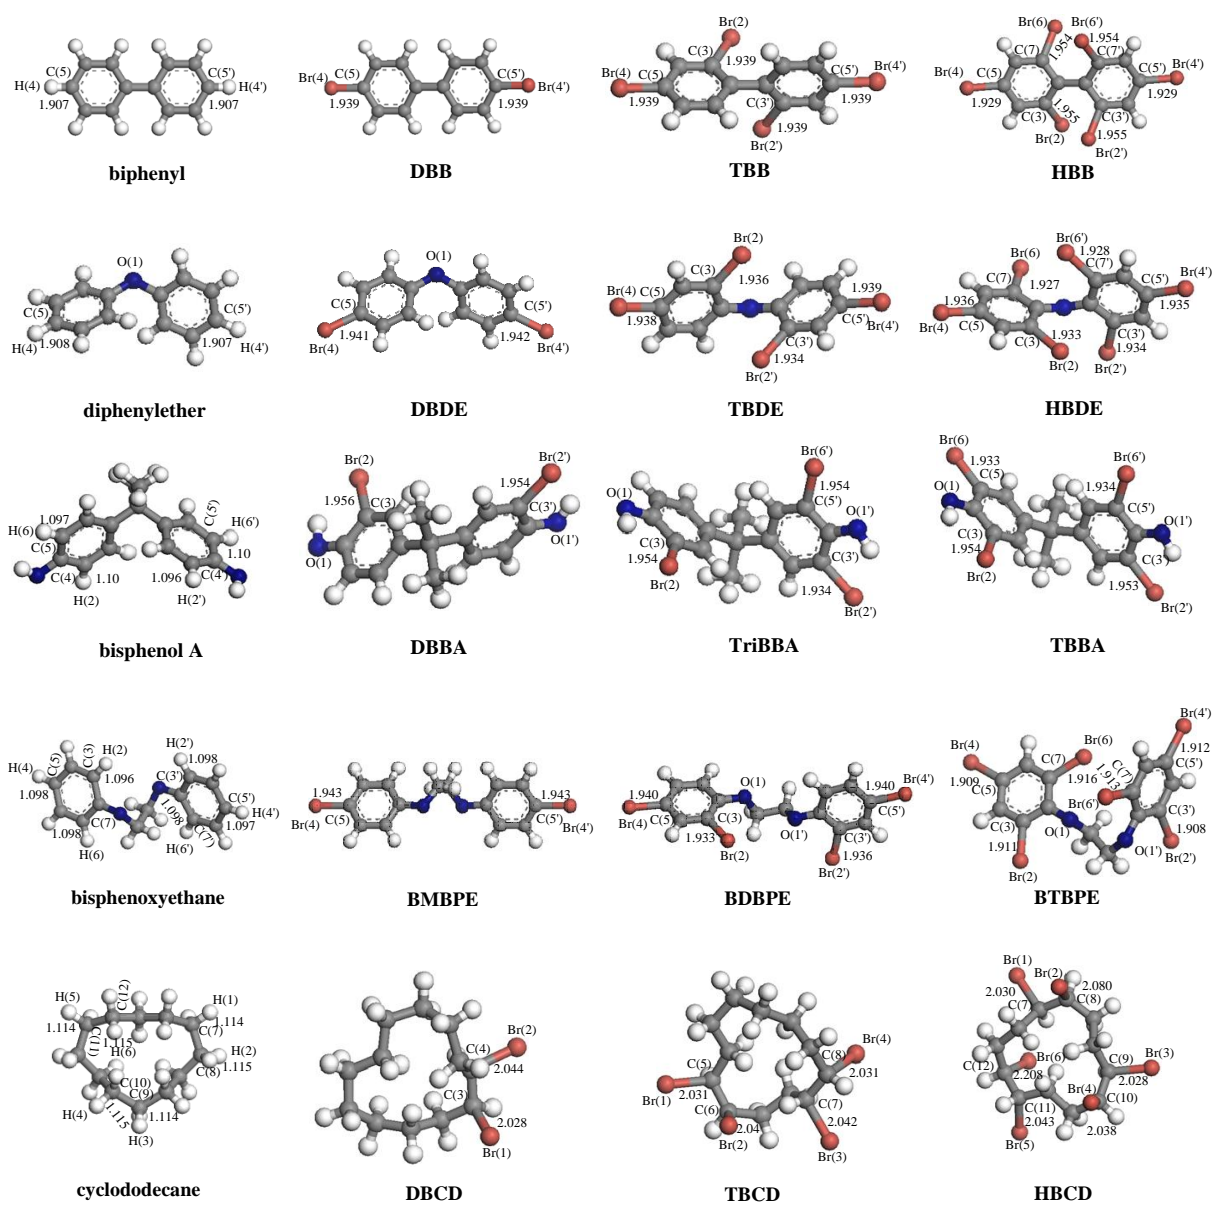 Br(6) Br(6')
Br(2)
1.954 1.954
C(5) C(5') C(5) C(5') C(3) C(7) C(7')
H(4) H(4') Br(4) Br(4') Br(4) C(5) 1.939 C(5') Br(4') Br(4) C(5) C(5') Br(4')
1.907 1.907 1.939 1.939 1.939 C(3') 1.939 1.929 1.955 1.929
C(3) C(3')
1.939 Br(2) 1.955
Br(2') Br(2')
biphenyl DBB TBB HBB
Br(2) Br(6) Br(6') 1.928
O(1) O(1) C(3) 1.936 C(7) 1.927 C(7')
C(5) C(5') C(5) C(5') Br(4) C(5) 1.939 1.936 C(5') Br(4')
1.938 C(5') Br(4') Br(4) C(5) 1.933 1.935
H(4) 1.908 1.907 H(4') Br(4) 1.941 1.942 Br(4') C(3') 1.934 C(3) C(3') 1.934
Br(2') Br(2) Br(2')
diphenylether DBDE TBDE HBDE
Br(2) Br(2') Br(6') Br(6) Br(6')
1.956 C(3) 1.954 C(3') 1.954 1.933 C(5) 1.934
H(6) 1.097 C(5') H(6') O(1) C(5') O(1') O(1) C(5') O(1')
C(5) C(4) 1.10 1.10 O(1) O(1') C(3) 1.954 C(3') C(3) 1.954 C(3')
H(2) 1.096 C(4') H(2') Br(2) 1.934 Br(2') Br(2) 1.953 Br(2')
bisphenol A DBBA TriBBA TBBA
H(2') Br(4')
C(5) C(3) H(2) 1.098 Br(4) C(7) Br(6) 1.912
H(4) 1.096 C(3') 1.943 1.943 O(1) 1.940 Br(4') 1.909 1.916 C(7') 1.913 C(5')
1.098 C(5') 1.940 C(5) Br(6') C(3')
1.098 C(7) 1.098 H(4') Br(4) C(5) C(5') Br(4') Br(4) C(5) C(3) O(1') C(5') C(3) O(1) 1.908
H(6) H(6') C(7') 1.097 1.933 Br(2) C(3') 1.936 1.911 O(1') Br(2')
Br(2') Br(2)
bisphenoxyethane BMBPE BDBPE BTBPE
Br(1) Br(2)
H(5) C(12) H(1) 2.030 2.080
1.114 1.114 Br(2) Br(4) C(7) C(8)
C(11) 1.115 C(7) C(4) C(5) C(8) C(9) Br(3)
H(6) H(2) 2.044 2.031 Br(6)
C(10) C(8) 1.115 C(3) Br(1) 2.031 C(12) 2.208 Br(4) 2.028
C(9) C(6) C(7) C(10)
H(4) 1.115 1.114 2.028 2.04 2.042 C(11) 2.043
H(3) Br(1) Br(2) Br(3) Br(5) 2.038
cyclododecane DBCD TBCD HBCD